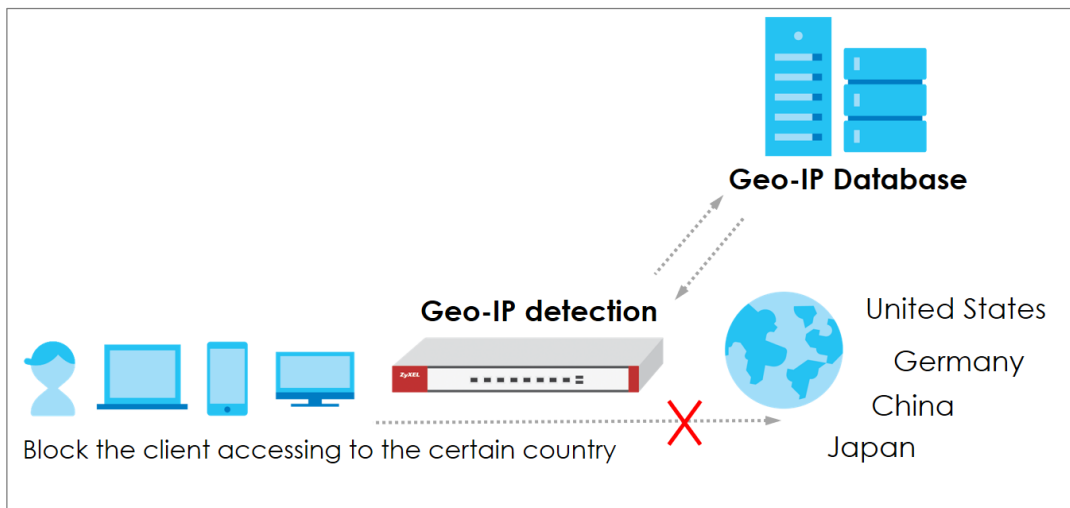 Geo-IP Database
Geo-IP detection
United States
Germany
ZyXEL
China
Block the client accessing to the certain country
Japan